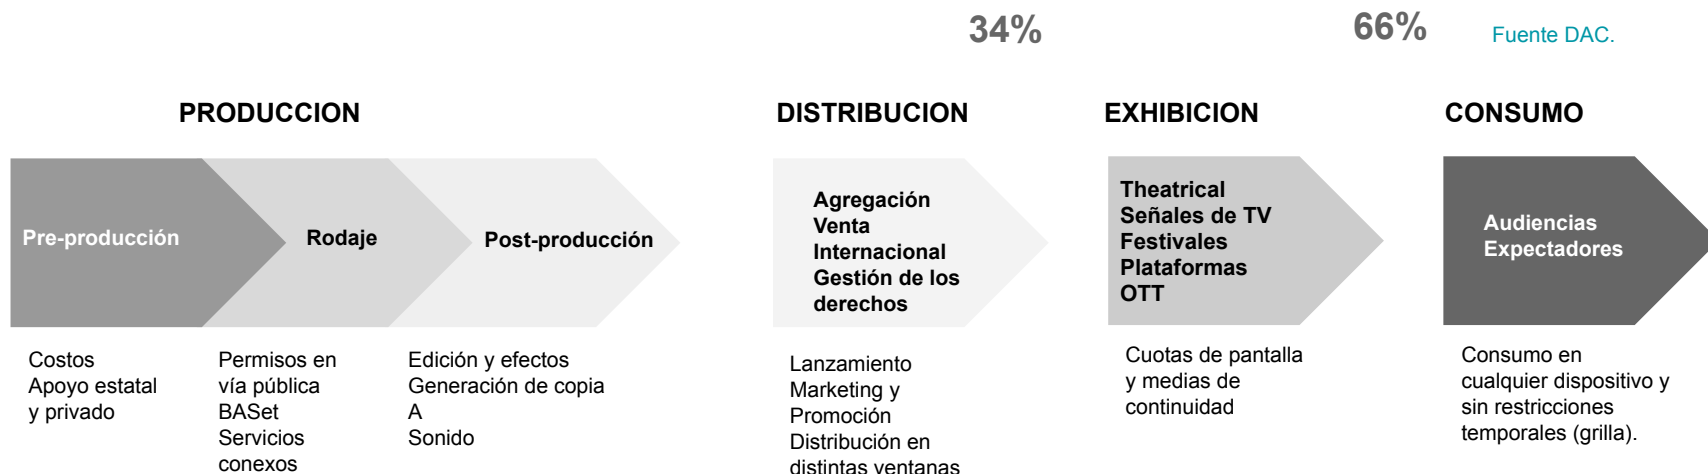 34%
66%
Fuente DAC.
PRODUCCION
DISTRIBUCION
EXHIBICION
CONSUMO
Pre-producción
Rodaje
Post-producción
Agregación
Venta
Internacional
Gestión de los
derechos
Theatrical
Señales de TV
Festivales
Plataformas
OTT
Audiencias
Expectadores
Costos
Apoyo estatal
y privado
Permisos en
vía pública
BASet
Servicios
conexos
Edición y efectos
Generación de copia
A
Sonido
Lanzamiento
Marketing y
Promoción
Distribución en
distintas ventanas
Cuotas de pantalla
y medias de
continuidad
Consumo en
cualquier dispositivo y
sin restricciones
temporales (grilla).